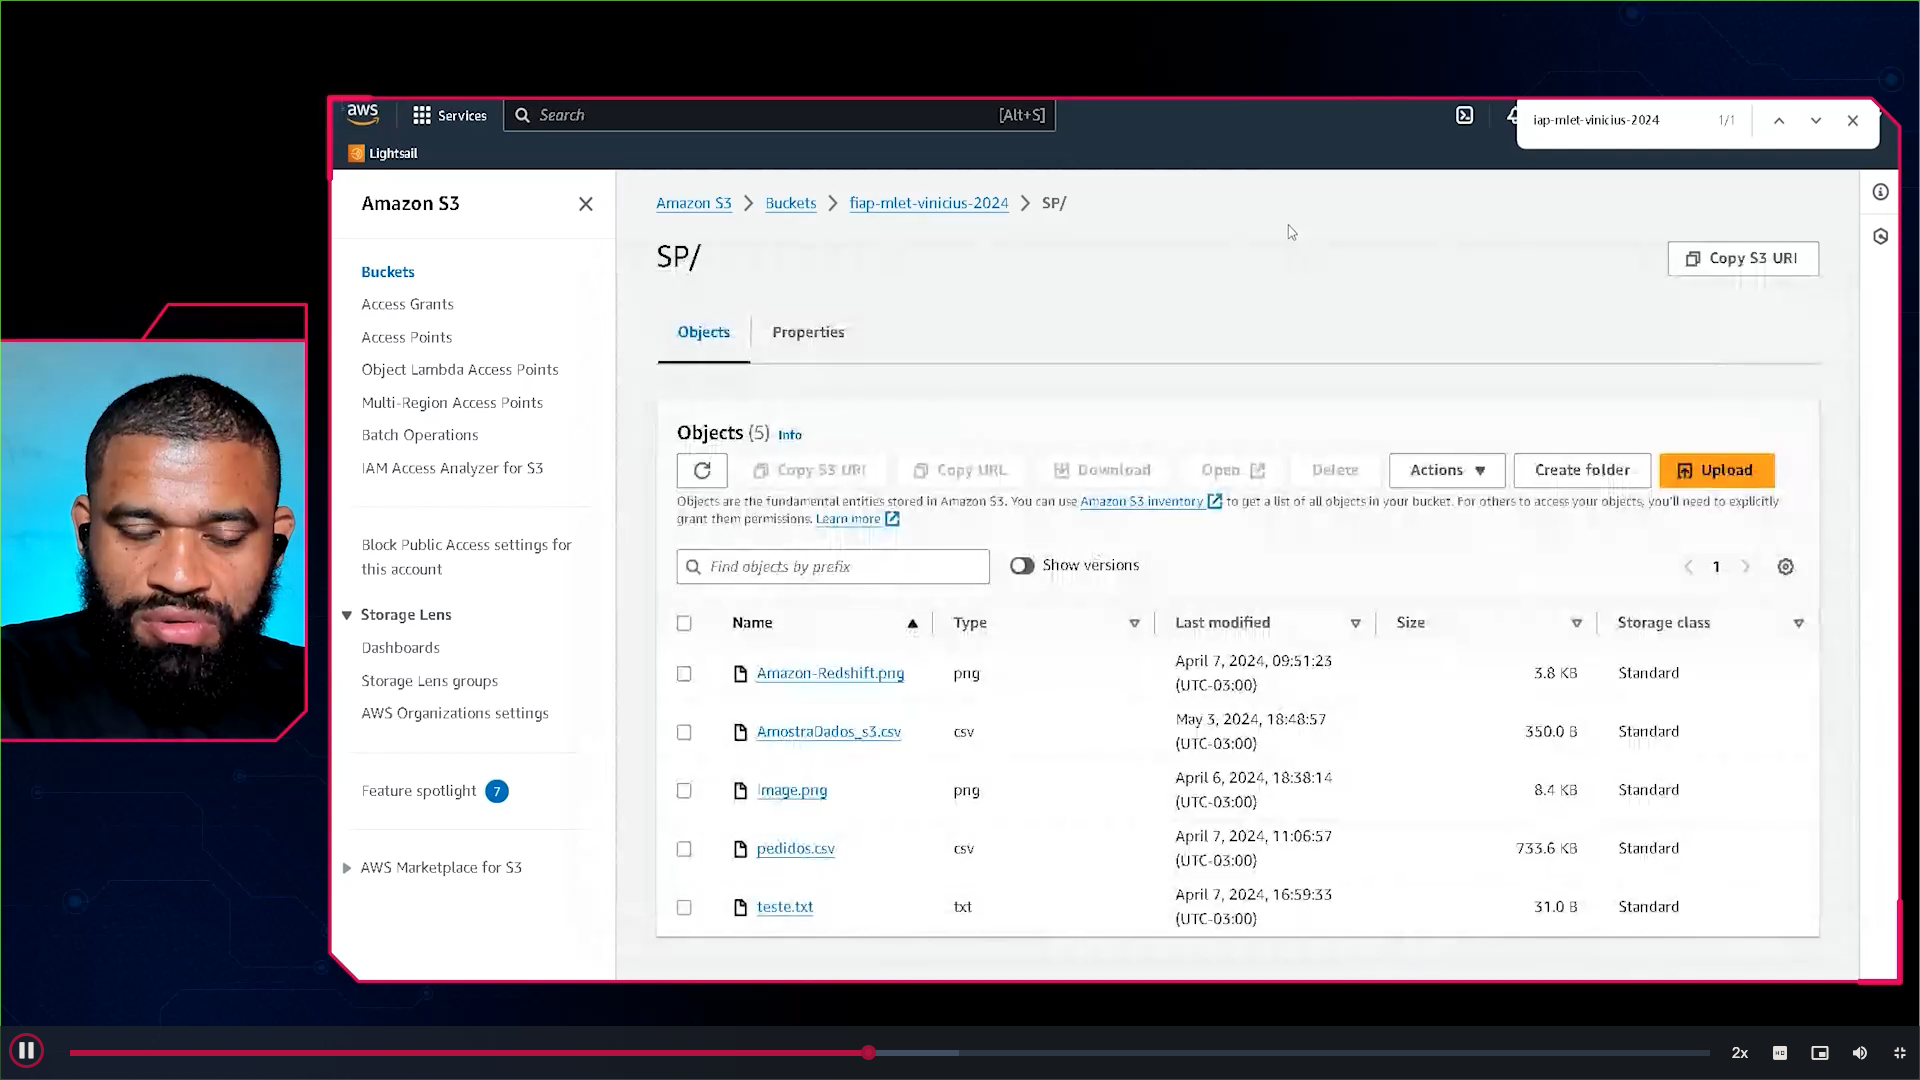 aws
Services
Search
[Alt+S]
iap-mlet-vinicius-2024
1/1
Lightsail
Amazon S3
Buckets
Access Grants
Access Points
Object Lambda Access Points
Multi-Region Access Points
Batch Operations
IAM Access Analyzer for S3
Block Public Access settings for
this account
Storage Lens
Dashboards
Storage Lens groups
AWS Organizations settings
Feature spotlight 7
AWS Marketplace for S3
Amazon S3 > Buckets > fiap-mlet-vinicius-2024 > SP/
SP/
Copy S3 URI
Objects
Properties
Objects (5) Info
Copy S3 URI
Copy URL
Download
Open
Delete
Actions
Create folder
Upload
Objects are the fundamental entities stored in Amazon S3. You can use Amazon S3 inventory to get a list of all objects in your bucket. For others to access your objects, you'll need to explicitly
grant them permissions. Learn more
Find objects by prefix
Show versions
1
Name Type Last modified Size Storage class
Amazon-Redshift.png png April 7, 2024, 09:51:23 3.8 KB Standard
(UTC-03:00)
AmostraDados_s3.csv csv May 3, 2024, 18:48:57 350.0 B Standard
(UTC-03:00)
Image.png png April 6, 2024, 18:38:14 8.4 KB Standard
(UTC-03:00)
pedidos.csv csv April 7, 2024, 11:06:57 733.6 KB Standard
(UTC-03:00)
teste.txt txt April 7, 2024, 16:59:33 31.0 B Standard
(UTC-03:00)
2x
HD